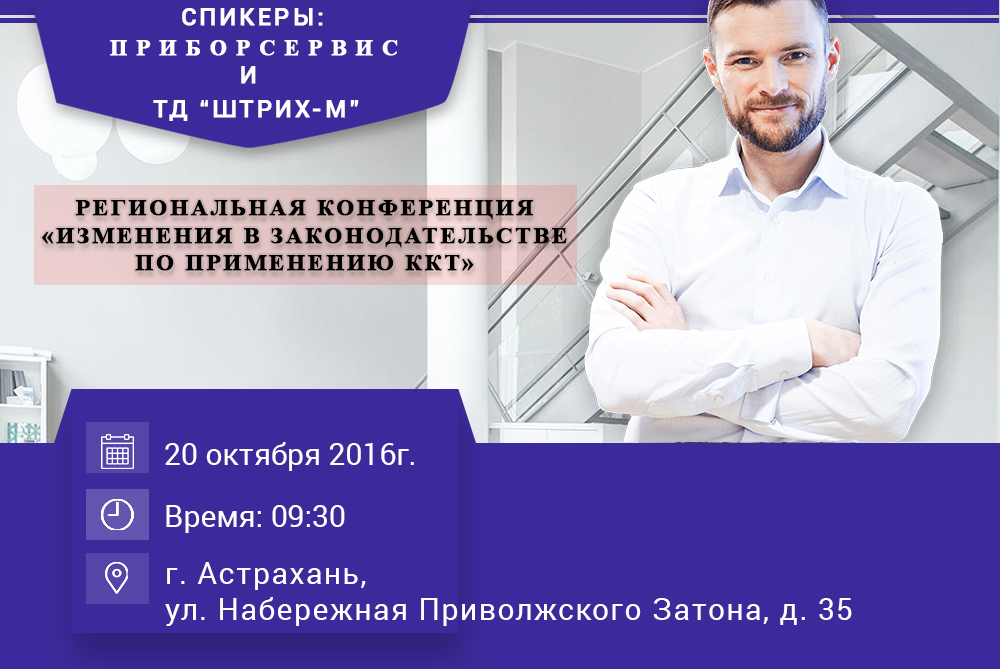 СПИКЕРЫ:
ПРИБОРСЕРВИС
И
ТД “ШТРИХ-М”
РЕГИОНАЛЬНАЯ КОНФЕРЕНЦИЯ
«ИЗМЕНЕНИЯ В ЗАКОНОДАТЕЛЬСТВЕ
ПО ПРИМЕНЕНИЮ ККТ»
20 октября 2016г.
Время: 09:30
г. Астрахань,
ул. Набережная Приволжского Затона, д. 35